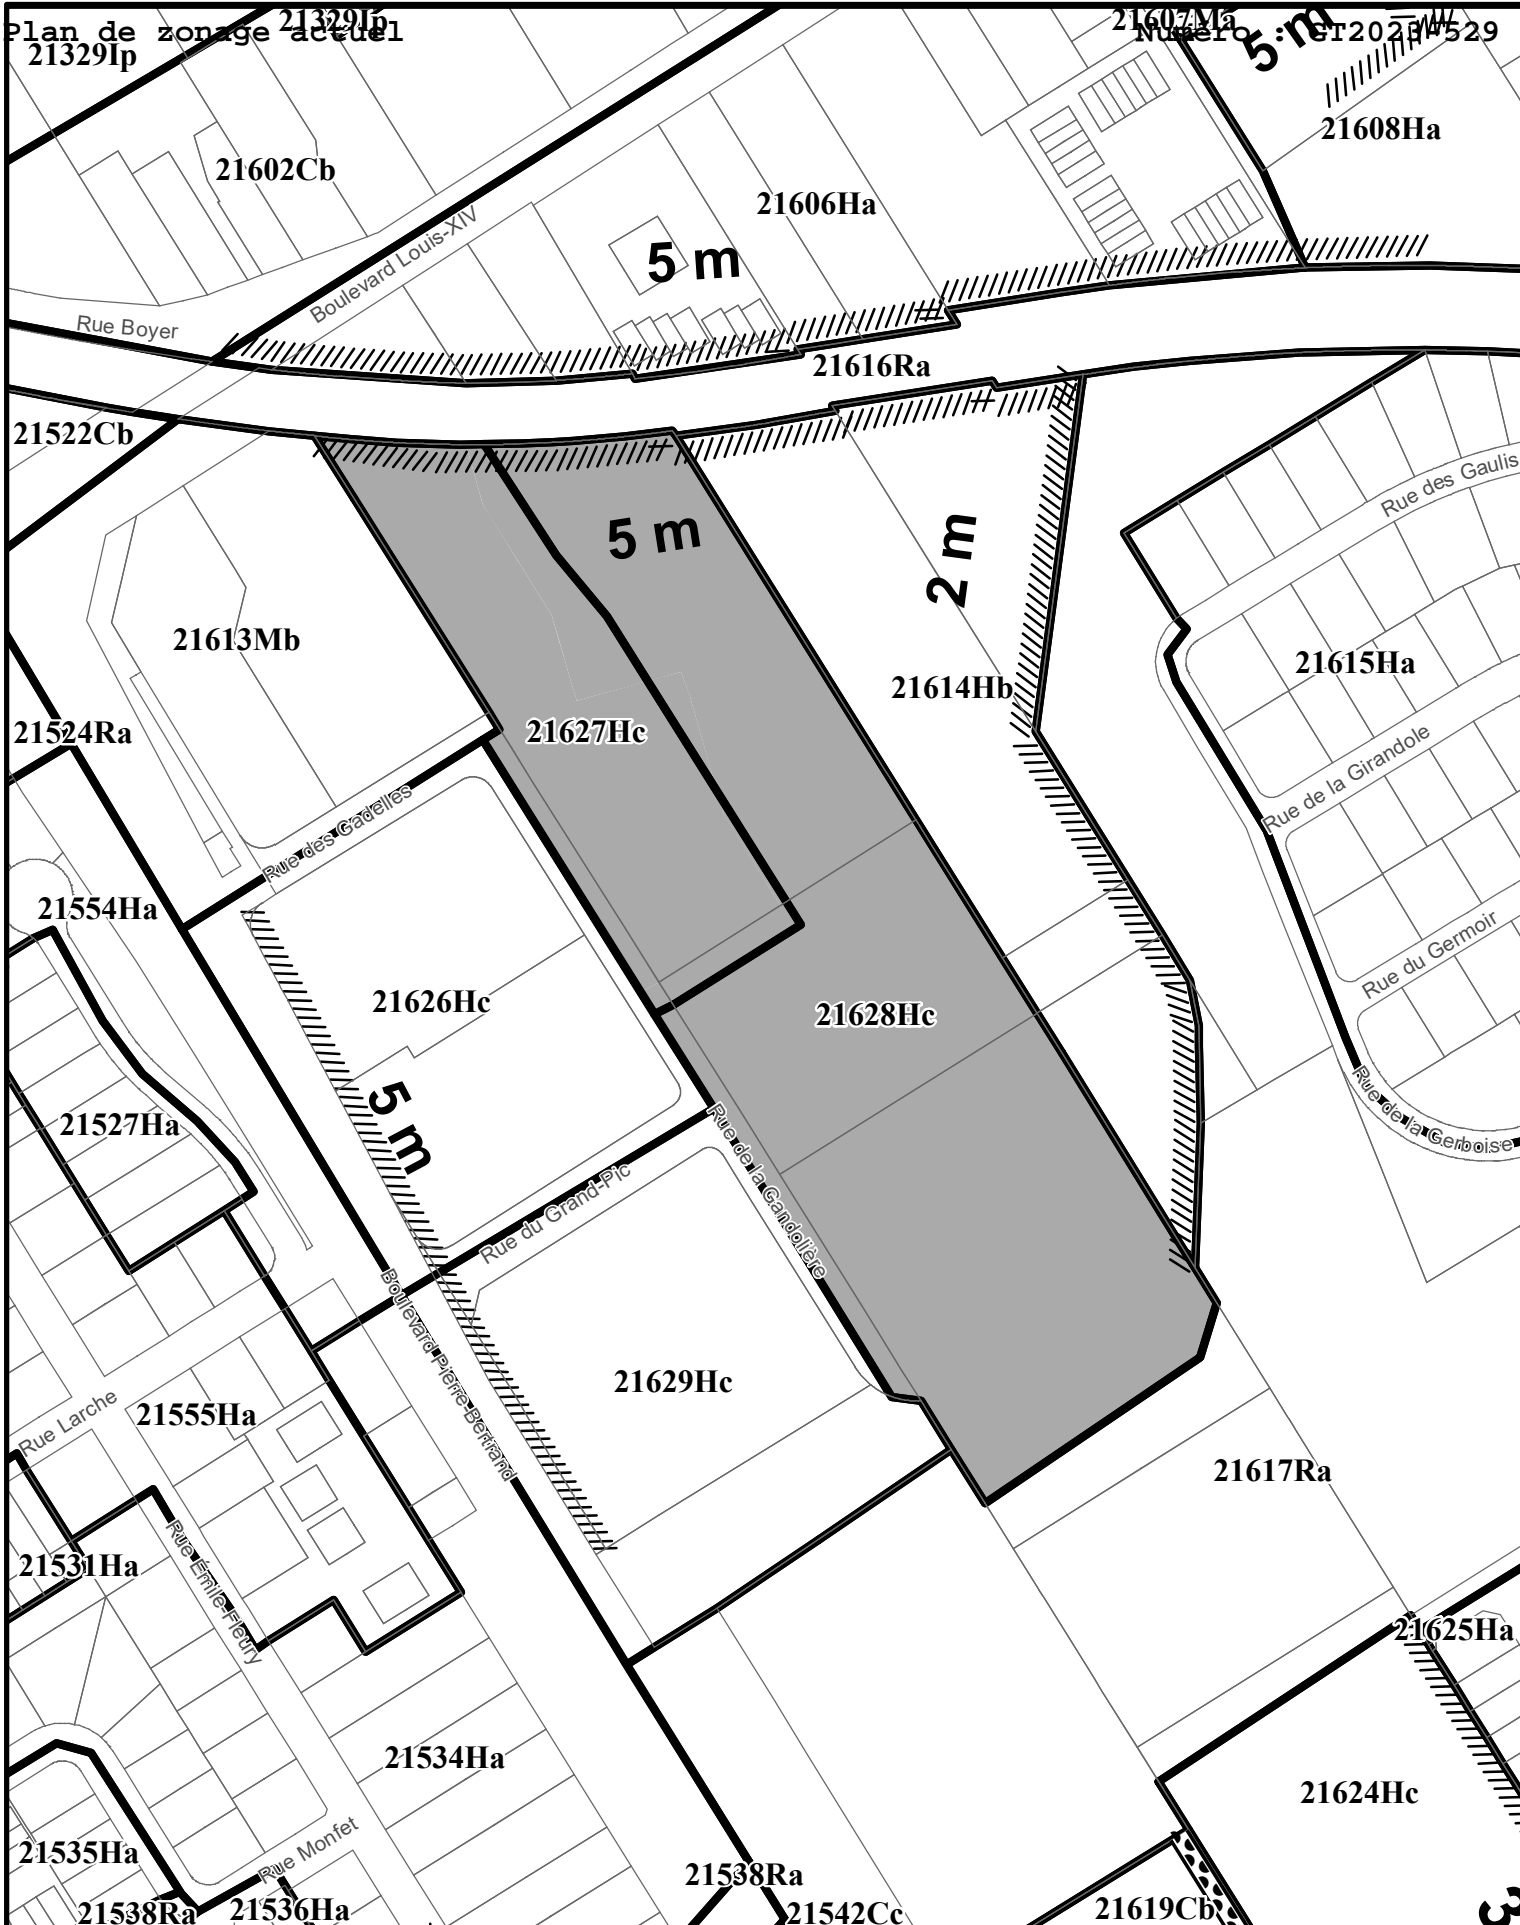 Plan de zonage actuel
Numéro : GT2023-529
21329Ip
21329Ip
21607Ma
5 m
21608Ha
21602Cb
21606Ha
Boulevard Louis-XIV
5 m
Rue Boyer
21616Ra
21522Cb
Rue des Gaulis
5 m
2 m
21613Mb
21615Ha
21614Hb
21524Ra
21627Hc
Rue de la Girandole
Rue des Gadelles
21554Ha
Rue du Germoir
21626Hc
21628Hc
5 m
21527Ha
Rue de la Gerboise
Rue de la Gandolière
Rue du Grand-Pic
Boulevard Pierre-Bertrand
21629Hc
Rue Larche
21555Ha
21617Ra
21531Ha
Rue Émile-Fleury
21625Ha
21534Ha
21624Hc
21535Ha
Rue Monfet
21538Ra
21538Ra
21536Ha
21542Cc
21619Cb
3